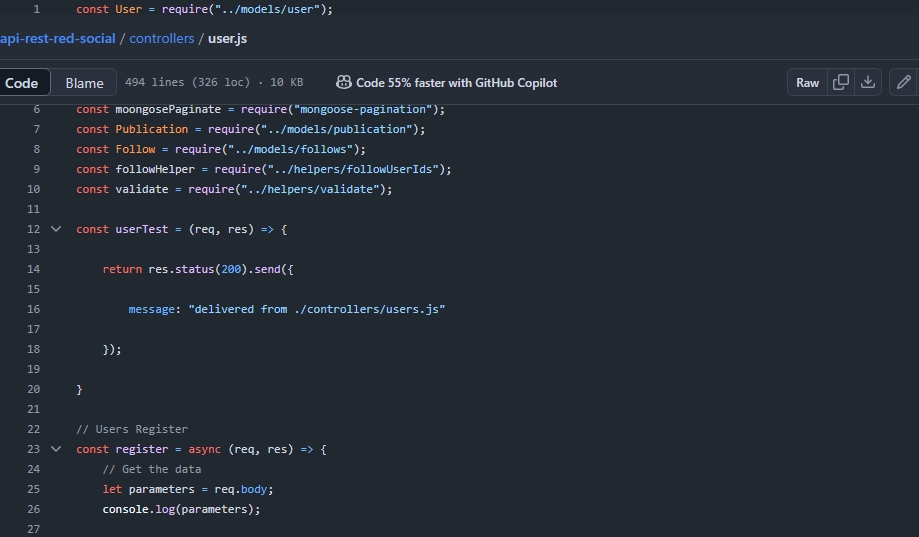 1 const User = require("../models/user");
api-rest-red-social / controllers / user.js
Code Blame 494 lines (326 loc) · 10 KB Code 55% faster with GitHub Copilot Raw
6 const moongosePaginate = require("mongoose-pagination");
7 const Publication = require("../models/publication");
8 const Follow = require("../models/follows");
9 const followHelper = require("../helpers/followUserIds");
10 const validate = require("../helpers/validate");
11
12 const userTest = (req, res) => {
13
14 return res.status(200).send({
15
16 message: "delivered from ./controllers/users.js"
17
18 });
19
20 }
21
22 // Users Register
23 const register = async (req, res) => {
24 // Get the data
25 let parameters = req.body;
26 console.log(parameters);
27